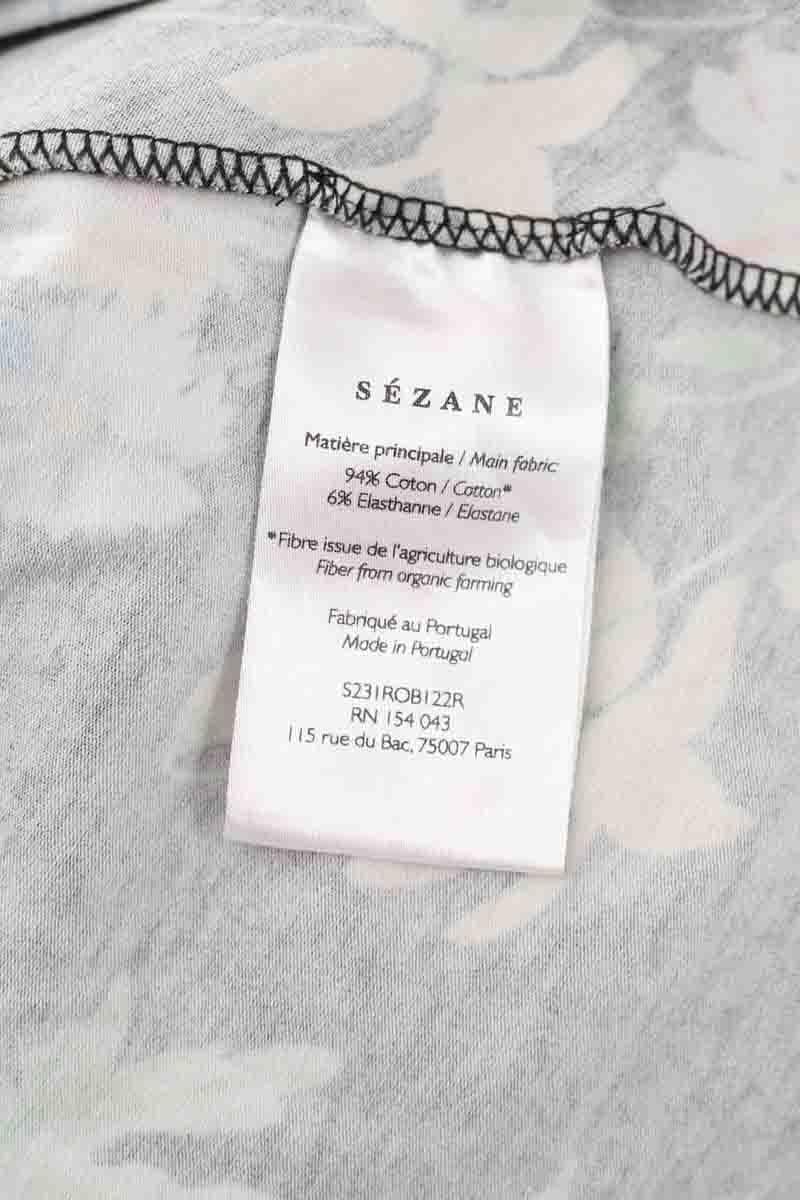 SÉZANE
Matière principale / Main fabric
94% Coton / Cotton*
6% Elasthanne / Elastane
*Fibre issue de l'agriculture biologique
Fiber from organic farming
Fabriqué au Portugal
Made in Portugal
S231ROB122R
RN 154 043
115 rue du Bac, 75007 Paris